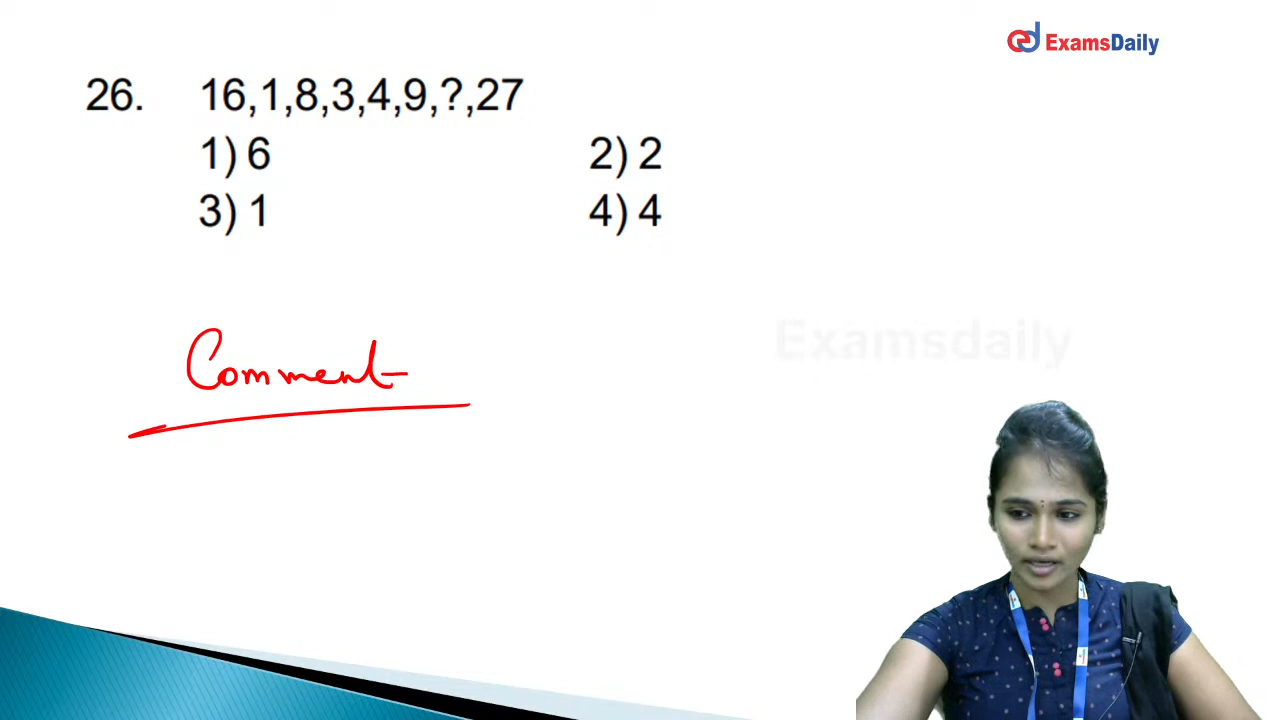 ExamsDaily
26. 16,1,8,3,4,9,?,27
1) 6 2) 2
3) 1 4) 4
Comment
Examsdaily